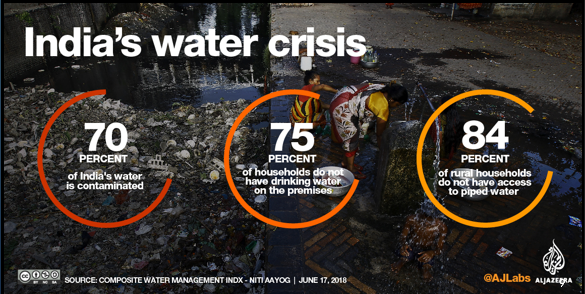 India's water crisis
70
PERCENT
of India's water
is contaminated
75
PERCENT
of households do not
have drinking water
on the premises
84
PERCENT
of rural households
do not have access
to piped water
SOURCE: COMPOSITE WATER MANAGEMENT INDX - NITI AAYOG | JUNE 17, 2018
@AJLabs
ALJAZEERA